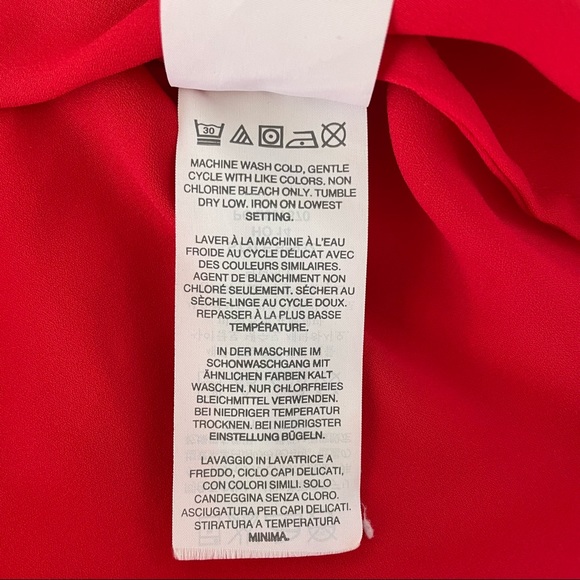 30
MACHINE WASH COLD, GENTLE
CYCLE WITH LIKE COLORS. NON
CHLORINE BLEACH ONLY. TUMBLE
DRY LOW. IRON ON LOWEST
SETTING.
LAVER À LA MACHINE À L'EAU
FROIDE AU CYCLE DÉLICAT AVEC
DES COULEURS SIMILAIRES.
AGENT DE BLANCHIMENT NON
CHLORÉ SEULEMENT. SÉCHER AU
SÈCHE-LINGE AU CYCLE DOUX.
REPASSER À LA PLUS BASSE
TEMPÉRATURE.
IN DER MASCHINE IM
SCHONWASCHGANG MIT
ÄHNLICHEN FARBEN KALT
WASCHEN. NUR CHLORFREIES
BLEICHMITTEL VERWENDEN.
BEI NIEDRIGER TEMPERATUR
TROCKNEN. BEI NIEDRIGSTER
EINSTELLUNG BÜGELN.
LAVAGGIO IN LAVATRICE A
FREDDO, CICLO CAPI DELICATI,
CON COLORI SIMILI. SOLO
CANDEGGINA SENZA CLORO.
ASCIUGATURA PER CAPI DELICATI.
STIRATURA A TEMPERATURA
MINIMA.